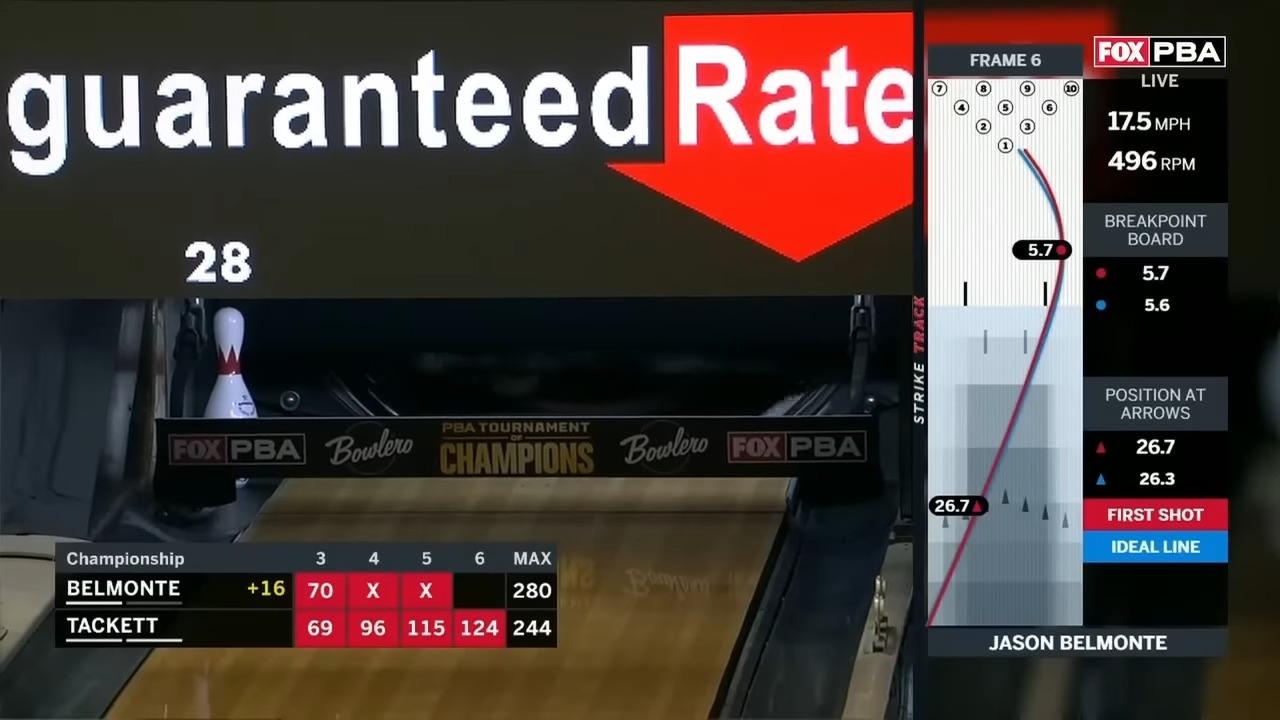 guaranteed Rate
28
FOX PBA
Bowlero
PBA TOURNAMENT
OF
CHAMPIONS
Bowlero
FOX PBA
Championship 3 4 5 6 MAX
BELMONTE +16 70 X X 280
TACKETT 69 96 115 124 244
STRIKE TRACK
FRAME 6
7 8 9 10
4 5 6
2 3
1
5.7
26.7
FOX PBA
LIVE
17.5 MPH
496 RPM
BREAKPOINT
BOARD
5.7
5.6
POSITION AT
ARROWS
26.7
26.3
FIRST SHOT
IDEAL LINE
JASON BELMONTE